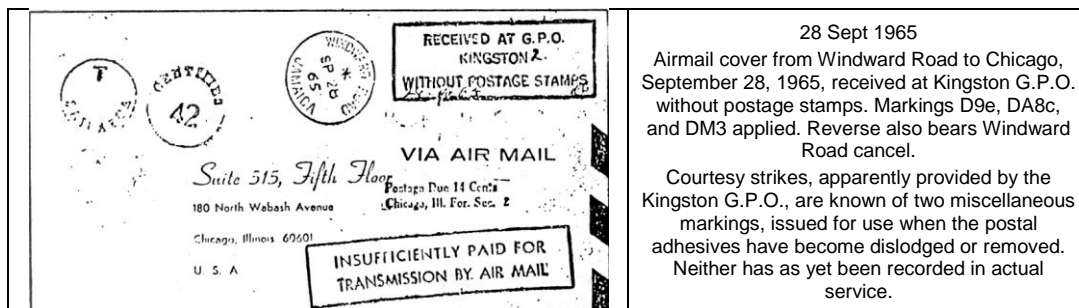 T
CENTIMES
42
WINDWARD ROAD
SP 28
65
JAMAICA
RECEIVED AT G.P.O.
KINGSTON 2.
WITHOUT POSTAGE STAMPS
VIA AIR MAIL
Suite 515, Fifth Floor
180 North Wabash Avenue
Chicago, Illinois 60601
U. S. A
Postage Due 14 Cents
Chicago, Ill. For. Sec. 2
INSUFFICIENTLY PAID FOR
TRANSMISSION BY AIR MAIL
28 Sept 1965
Airmail cover from Windward Road to Chicago,
September 28, 1965, received at Kingston G.P.O.
without postage stamps. Markings D9e, DA8c,
and DM3 applied. Reverse also bears Windward
Road cancel.
Courtesy strikes, apparently provided by the
Kingston G.P.O., are known of two miscellaneous
markings, issued for use when the postal
adhesives have become dislodged or removed.
Neither has as yet been recorded in actual
service.